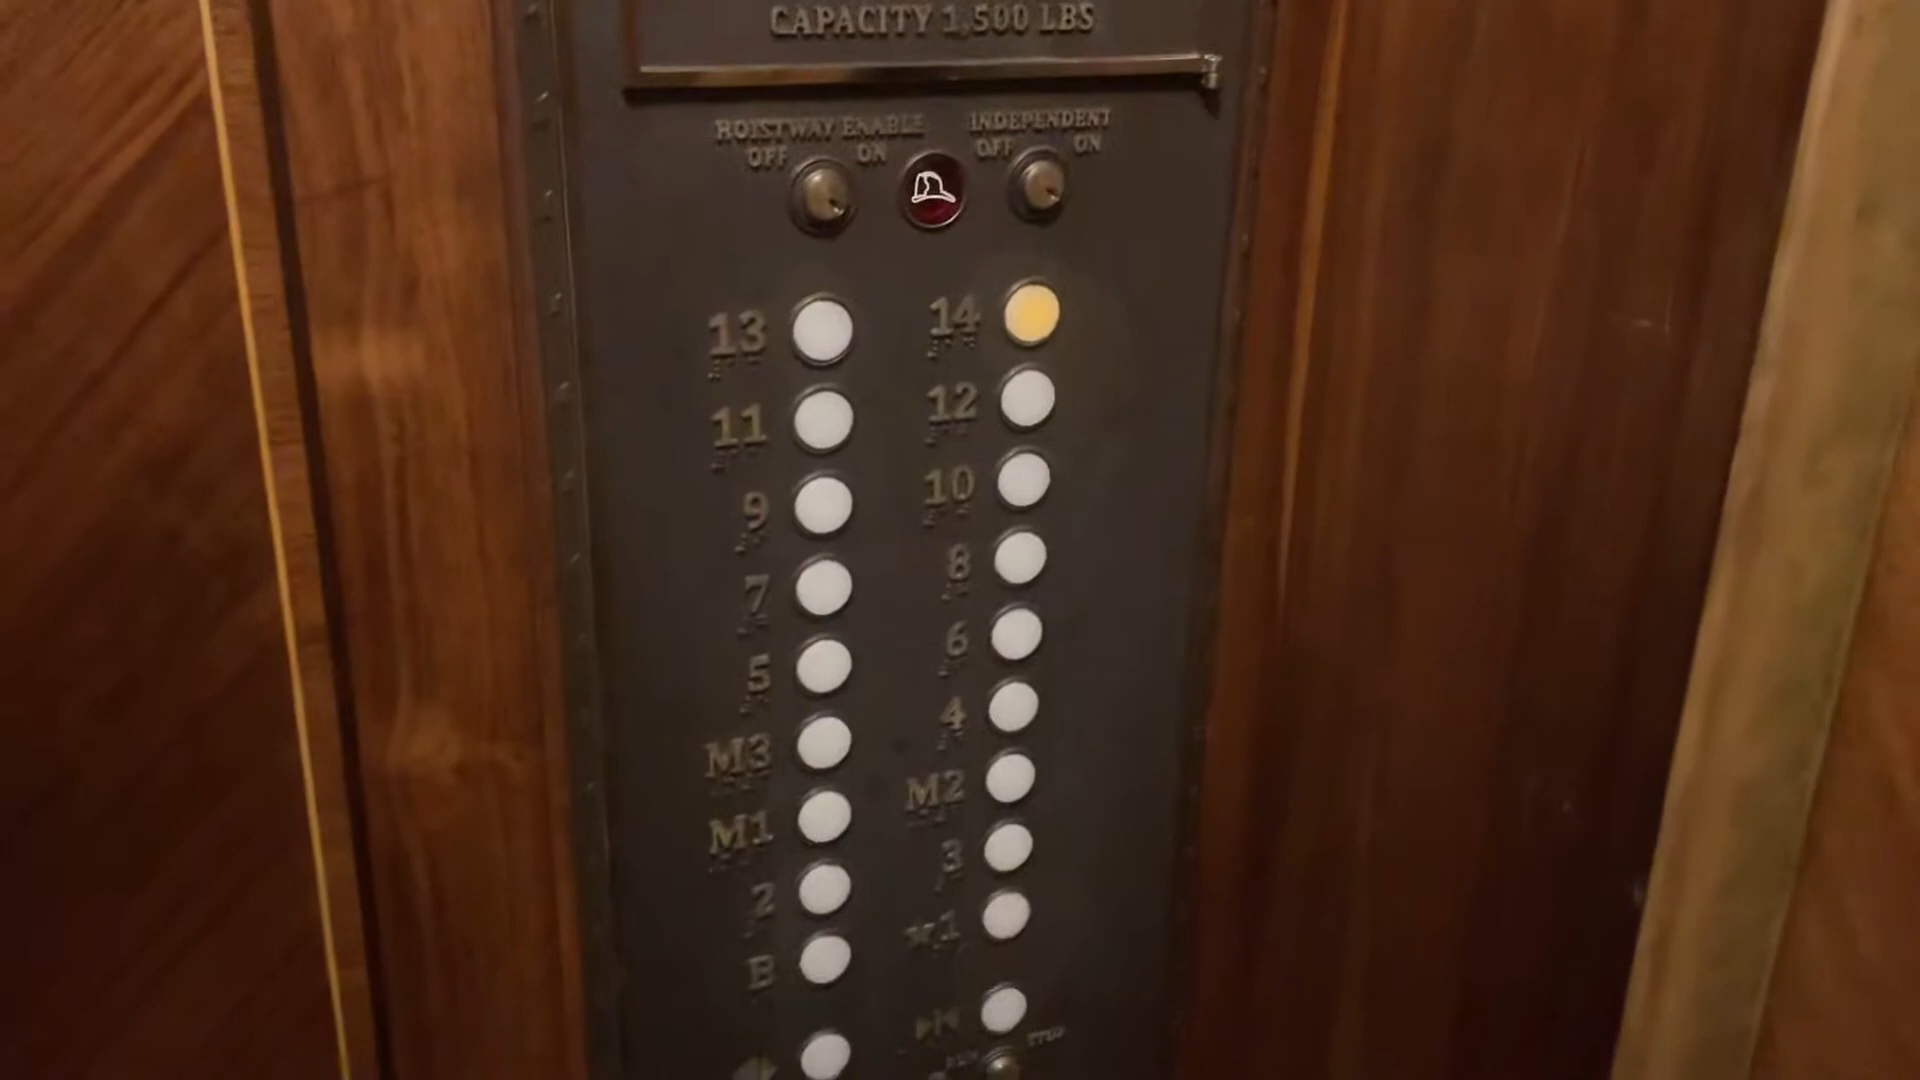 CAPACITY 1,500 LBS
HOISTWAY ENABLE
OFF ON
INDEPENDENT
OFF ON
13 14
11 12
9 10
7 8
5 6
M3 4
M1 M2
2 3
B ★1